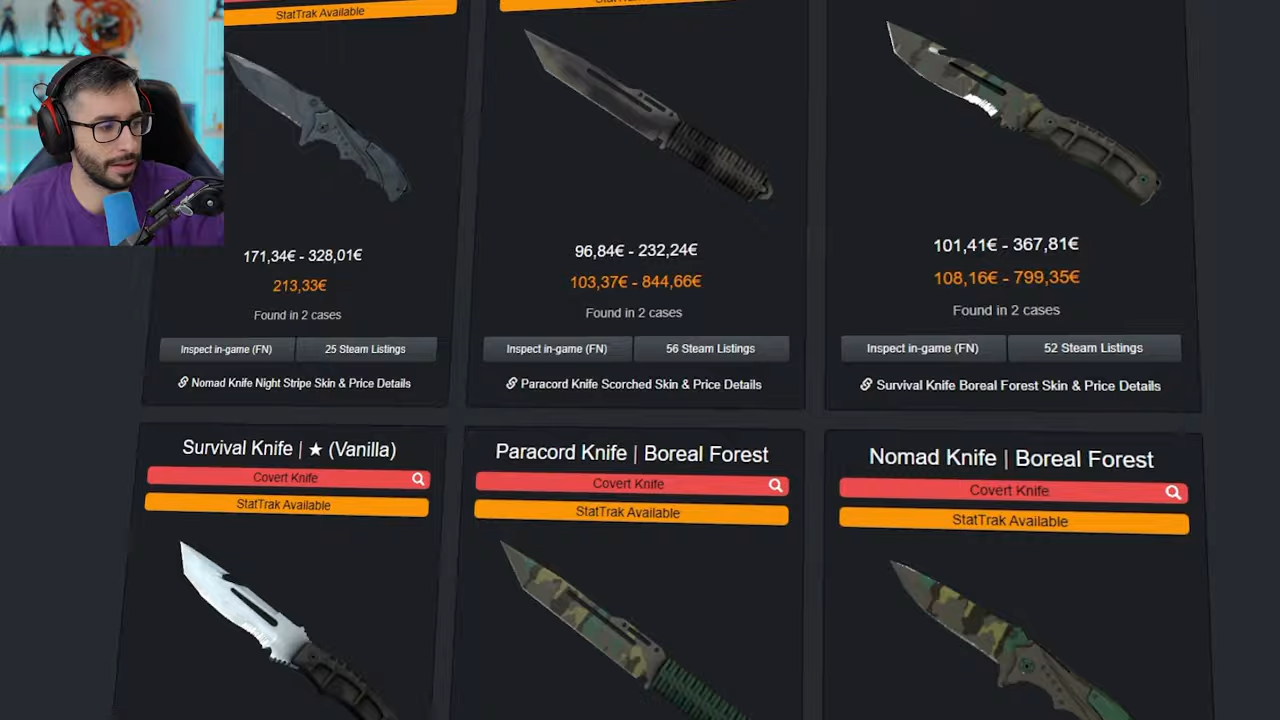 StatTrak Available
171,34€ - 328,01€
213,33€
Found in 2 cases
Inspect in-game (FN)
25 Steam Listings
Nomad Knife Night Stripe Skin & Price Details
96,84€ - 232,24€
103,37€ - 844,66€
Found in 2 cases
Inspect in-game (FN)
56 Steam Listings
Paracord Knife Scorched Skin & Price Details
101,41€ - 367,81€
108,16€ - 799,35€
Found in 2 cases
Inspect in-game (FN)
52 Steam Listings
Survival Knife Boreal Forest Skin & Price Details
Survival Knife | ★ (Vanilla)
Covert Knife
StatTrak Available
Paracord Knife | Boreal Forest
Covert Knife
StatTrak Available
Nomad Knife | Boreal Forest
Covert Knife
StatTrak Available